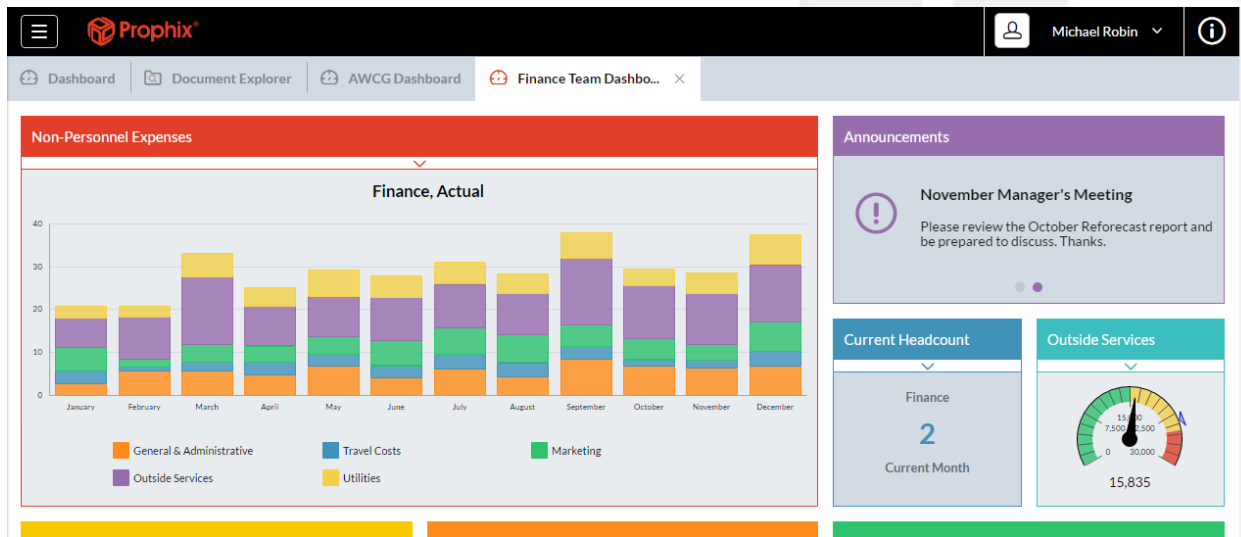 Prophix®
Michael Robin
Dashboard
Document Explorer
AWCG Dashboard
Finance Team Dashbo...
Non-Personnel Expenses
Finance, Actual
40
30
20
10
0
January February March April May June July August September October November December
General & Administrative
Travel Costs
Marketing
Outside Services
Utilities
Announcements
November Manager's Meeting
Please review the October Reforecast report and
be prepared to discuss. Thanks.
Current Headcount
Finance
2
Current Month
Outside Services
7,500
0 30,000
15,835